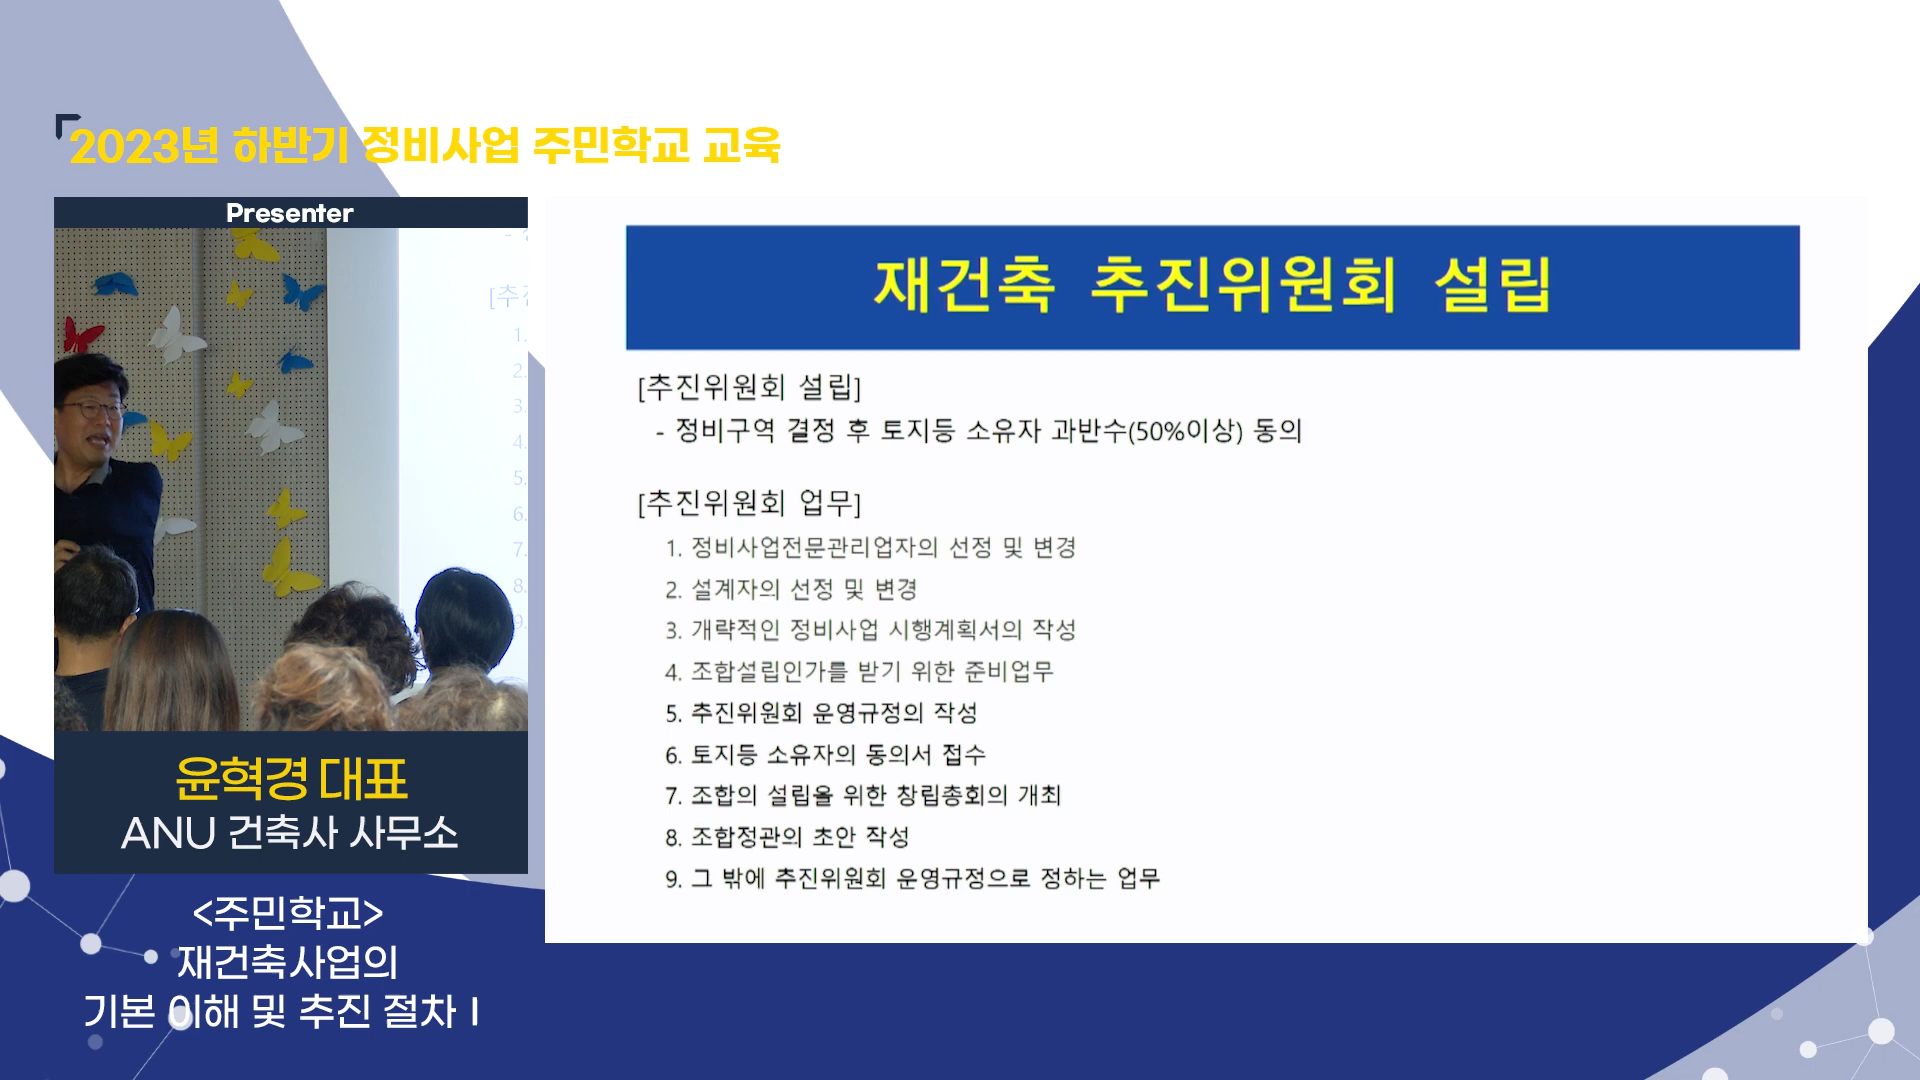 2023년 하반기 정비사업 주민학교 교육
Presenter
[추
1.
2.
3.
4.
5.
6.
7.
8.
9.
윤혁경 대표
ANU 건축사 사무소
<주민학교>
재건축사업의
기본 이해 및 추진 절차 I
재건축 추진위원회 설립
[추진위원회 설립]
- 정비구역 결정 후 토지등 소유자 과반수(50%이상) 동의
[추진위원회 업무]
1. 정비사업전문관리업자의 선정 및 변경
2. 설계자의 선정 및 변경
3. 개략적인 정비사업 시행계획서의 작성
4. 조합설립인가를 받기 위한 준비업무
5. 추진위원회 운영규정의 작성
6. 토지등 소유자의 동의서 접수
7. 조합의 설립을 위한 창립총회의 개최
8. 조합정관의 초안 작성
9. 그 밖에 추진위원회 운영규정으로 정하는 업무